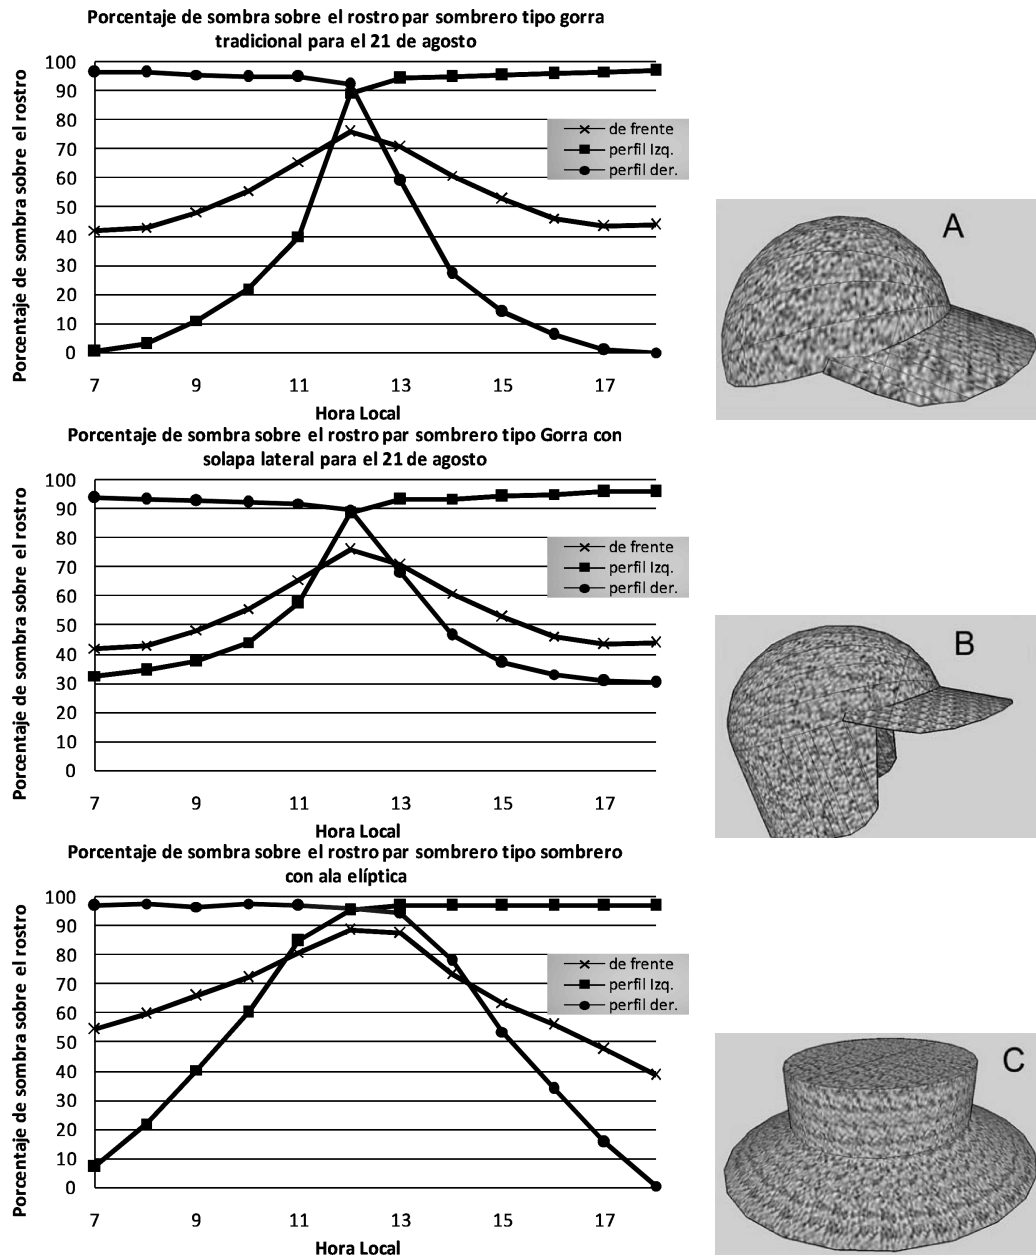 Porcentaje de sombra sobre el rostro par sombrero tipo gorra
tradicional para el 21 de agosto
Porcentaje de sombra sobre el rostro
100
90
80
70
60
50
40
30
20
10
0
7 9 11 13 15 17
Hora Local
de frente
perfil Izq.
perfil der.
A
Porcentaje de sombra sobre el rostro par sombrero tipo Gorra con
solapa lateral para el 21 de agosto
Porcentaje de sombra sobre el rostro
100
90
80
70
60
50
40
30
20
10
0
7 9 11 13 15 17
Hora Local
de frente
perfil Izq.
perfil der.
B
Porcentaje de sombra sobre el rostro par sombrero tipo sombrero
con ala elíptica
Porcentaje de sombra sobre el rostro
100
90
80
70
60
50
40
30
20
10
0
7 9 11 13 15 17
Hora Local
de frente
perfil Izq.
perfil der.
C